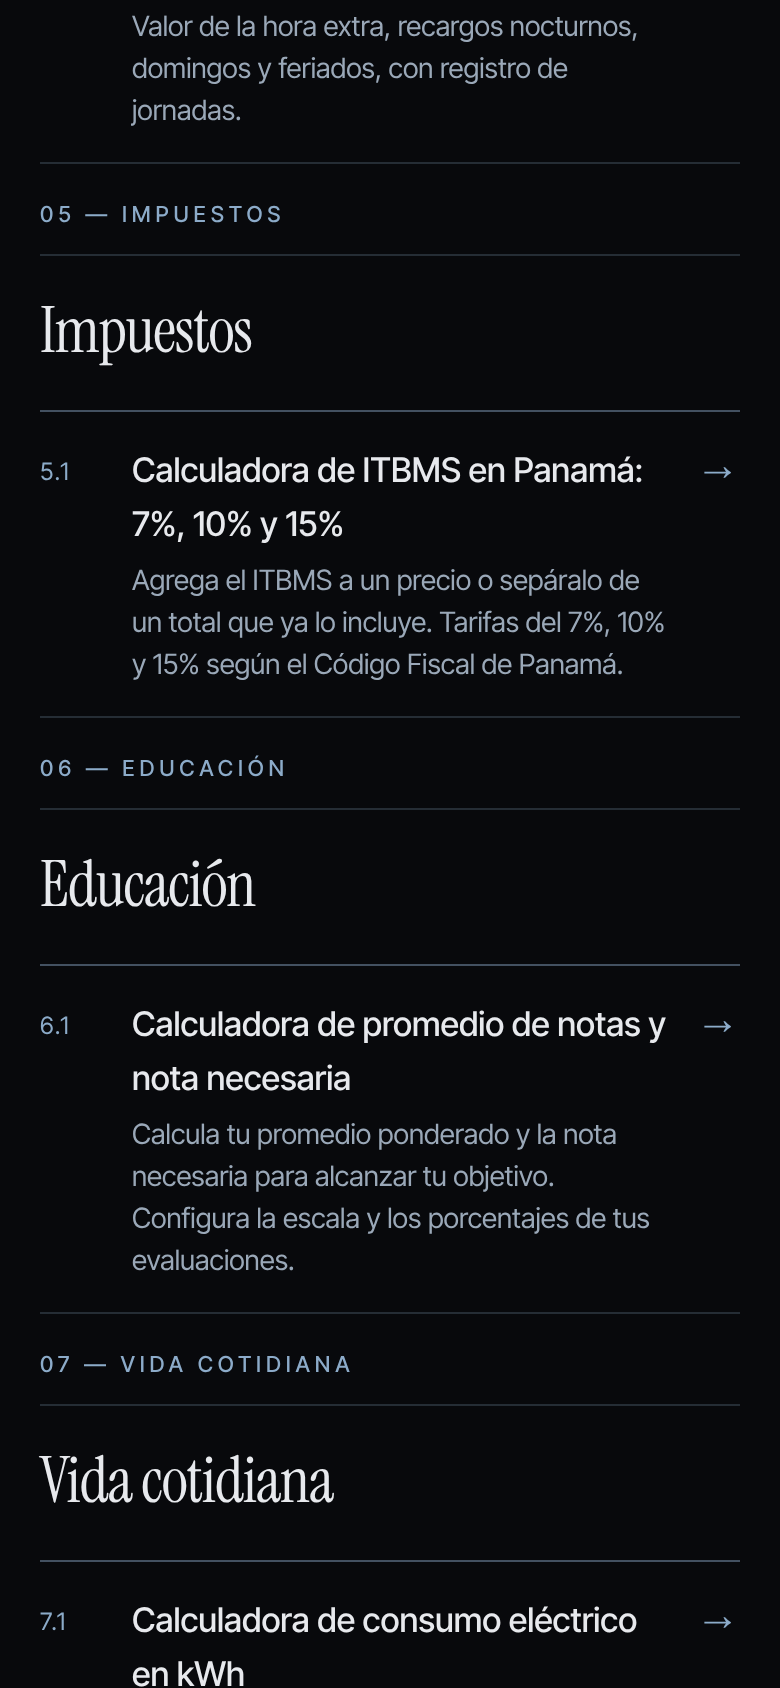 Valor de la hora extra, recargos nocturnos,
domingos y feriados, con registro de
jornadas.
05 — IMPUESTOS
Impuestos
5.1
Calculadora de ITBMS en Panamá: →
7%, 10% y 15%
Agrega el ITBMS a un precio o sepáralo de
un total que ya lo incluye. Tarifas del 7%, 10%
y 15% según el Código Fiscal de Panamá.
06 — EDUCACIÓN
Educación
6.1
Calculadora de promedio de notas y →
nota necesaria
Calcula tu promedio ponderado y la nota
necesaria para alcanzar tu objetivo.
Configura la escala y los porcentajes de tus
evaluaciones.
07 — VIDA COTIDIANA
Vida cotidiana
7.1
Calculadora de consumo eléctrico →
en kWh